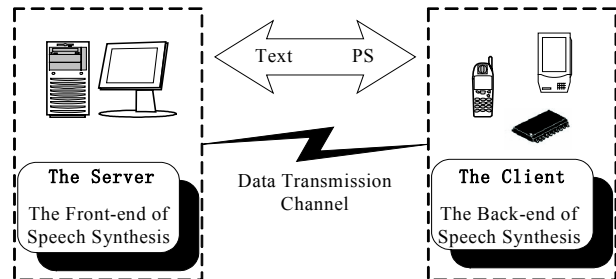 Text PS
The Server
The Front-end of
Speech Synthesis
Data Transmission
Channel
The Client
The Back-end of
Speech Synthesis